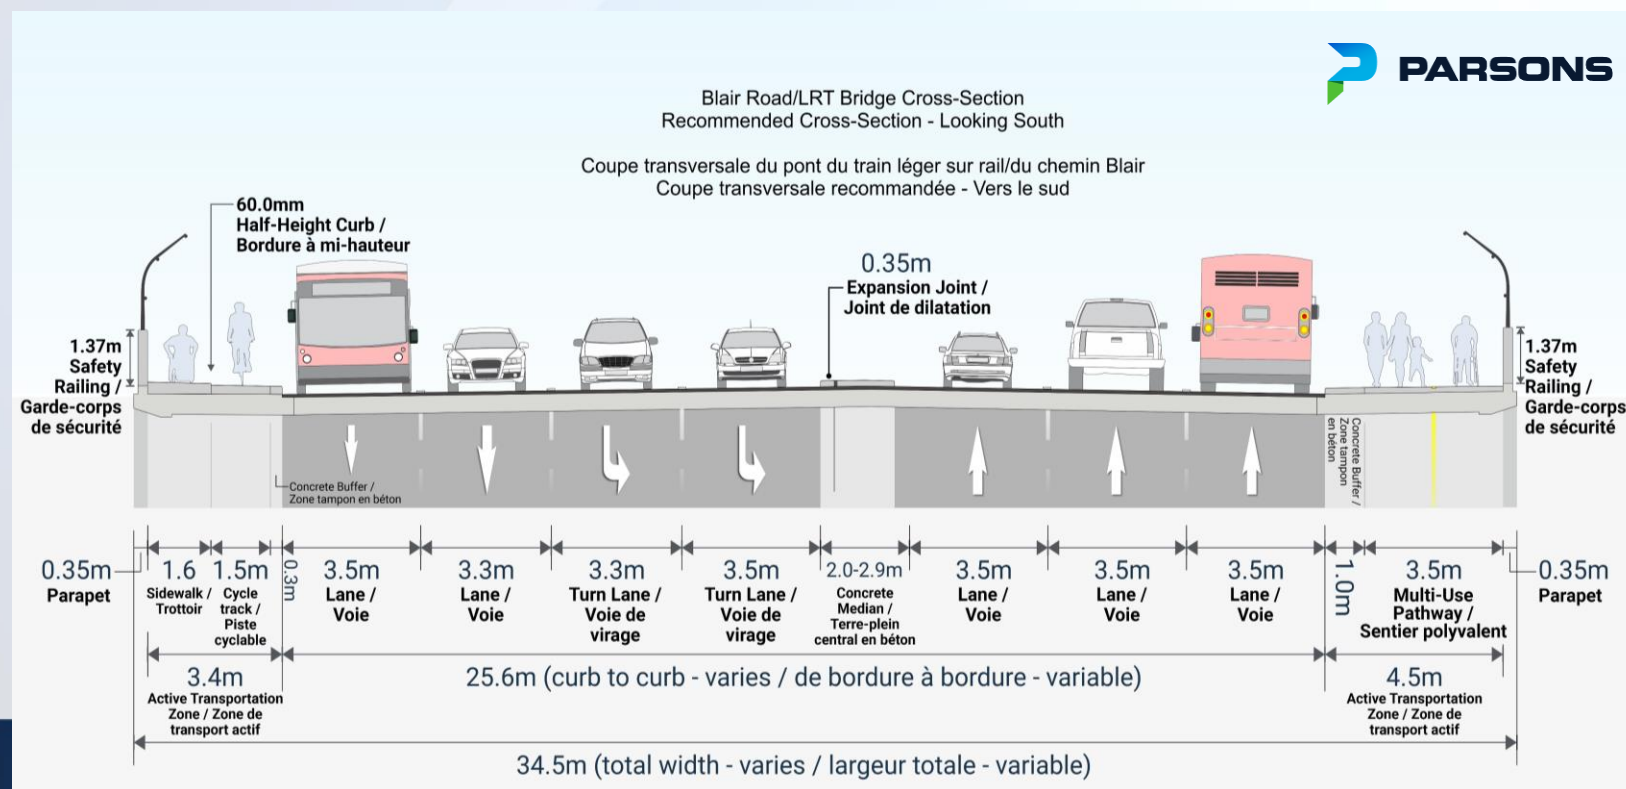 PARSONS
Blair Road/LRT Bridge Cross-Section
Recommended Cross-Section - Looking South
Coupe transversale du pont du train léger sur rail/du chemin Blair
Coupe transversale recommandée - Vers le sud
60.0mm
Half-Height Curb /
Bordure à mi-hauteur
0.35m
Expansion Joint /
Joint de dilatation
1.37m
Safety
Railing /
Garde-corps
de sécurité
1.37m
Safety
Railing /
Garde-corps
de sécurité
Concrete Buffer /
Zone tampon en béton
Concrete Buffer /
Zone tampon
en béton
0.35m
Parapet
1.6
Sidewalk /
Trottoir
1.5m
Cycle
track /
Piste
cyclable
0.3m
3.5m
Lane /
Voie
3.3m
Lane /
Voie
3.3m
Turn Lane /
Voie de
virage
3.5m
Turn Lane /
Voie de
virage
2.0-2.9m
Concrete
Median /
Terre-plein
central en béton
3.5m
Lane /
Voie
3.5m
Lane /
Voie
3.5m
Lane /
Voie
1.0m
3.5m
Multi-Use
Pathway /
Sentier polyvalent
0.35m
Parapet
3.4m
Active Transportation
Zone / Zone de
transport actif
25.6m (curb to curb - varies / de bordure à bordure - variable)
4.5m
Active Transportation
Zone / Zone de
transport actif
34.5m (total width - varies / largeur totale - variable)